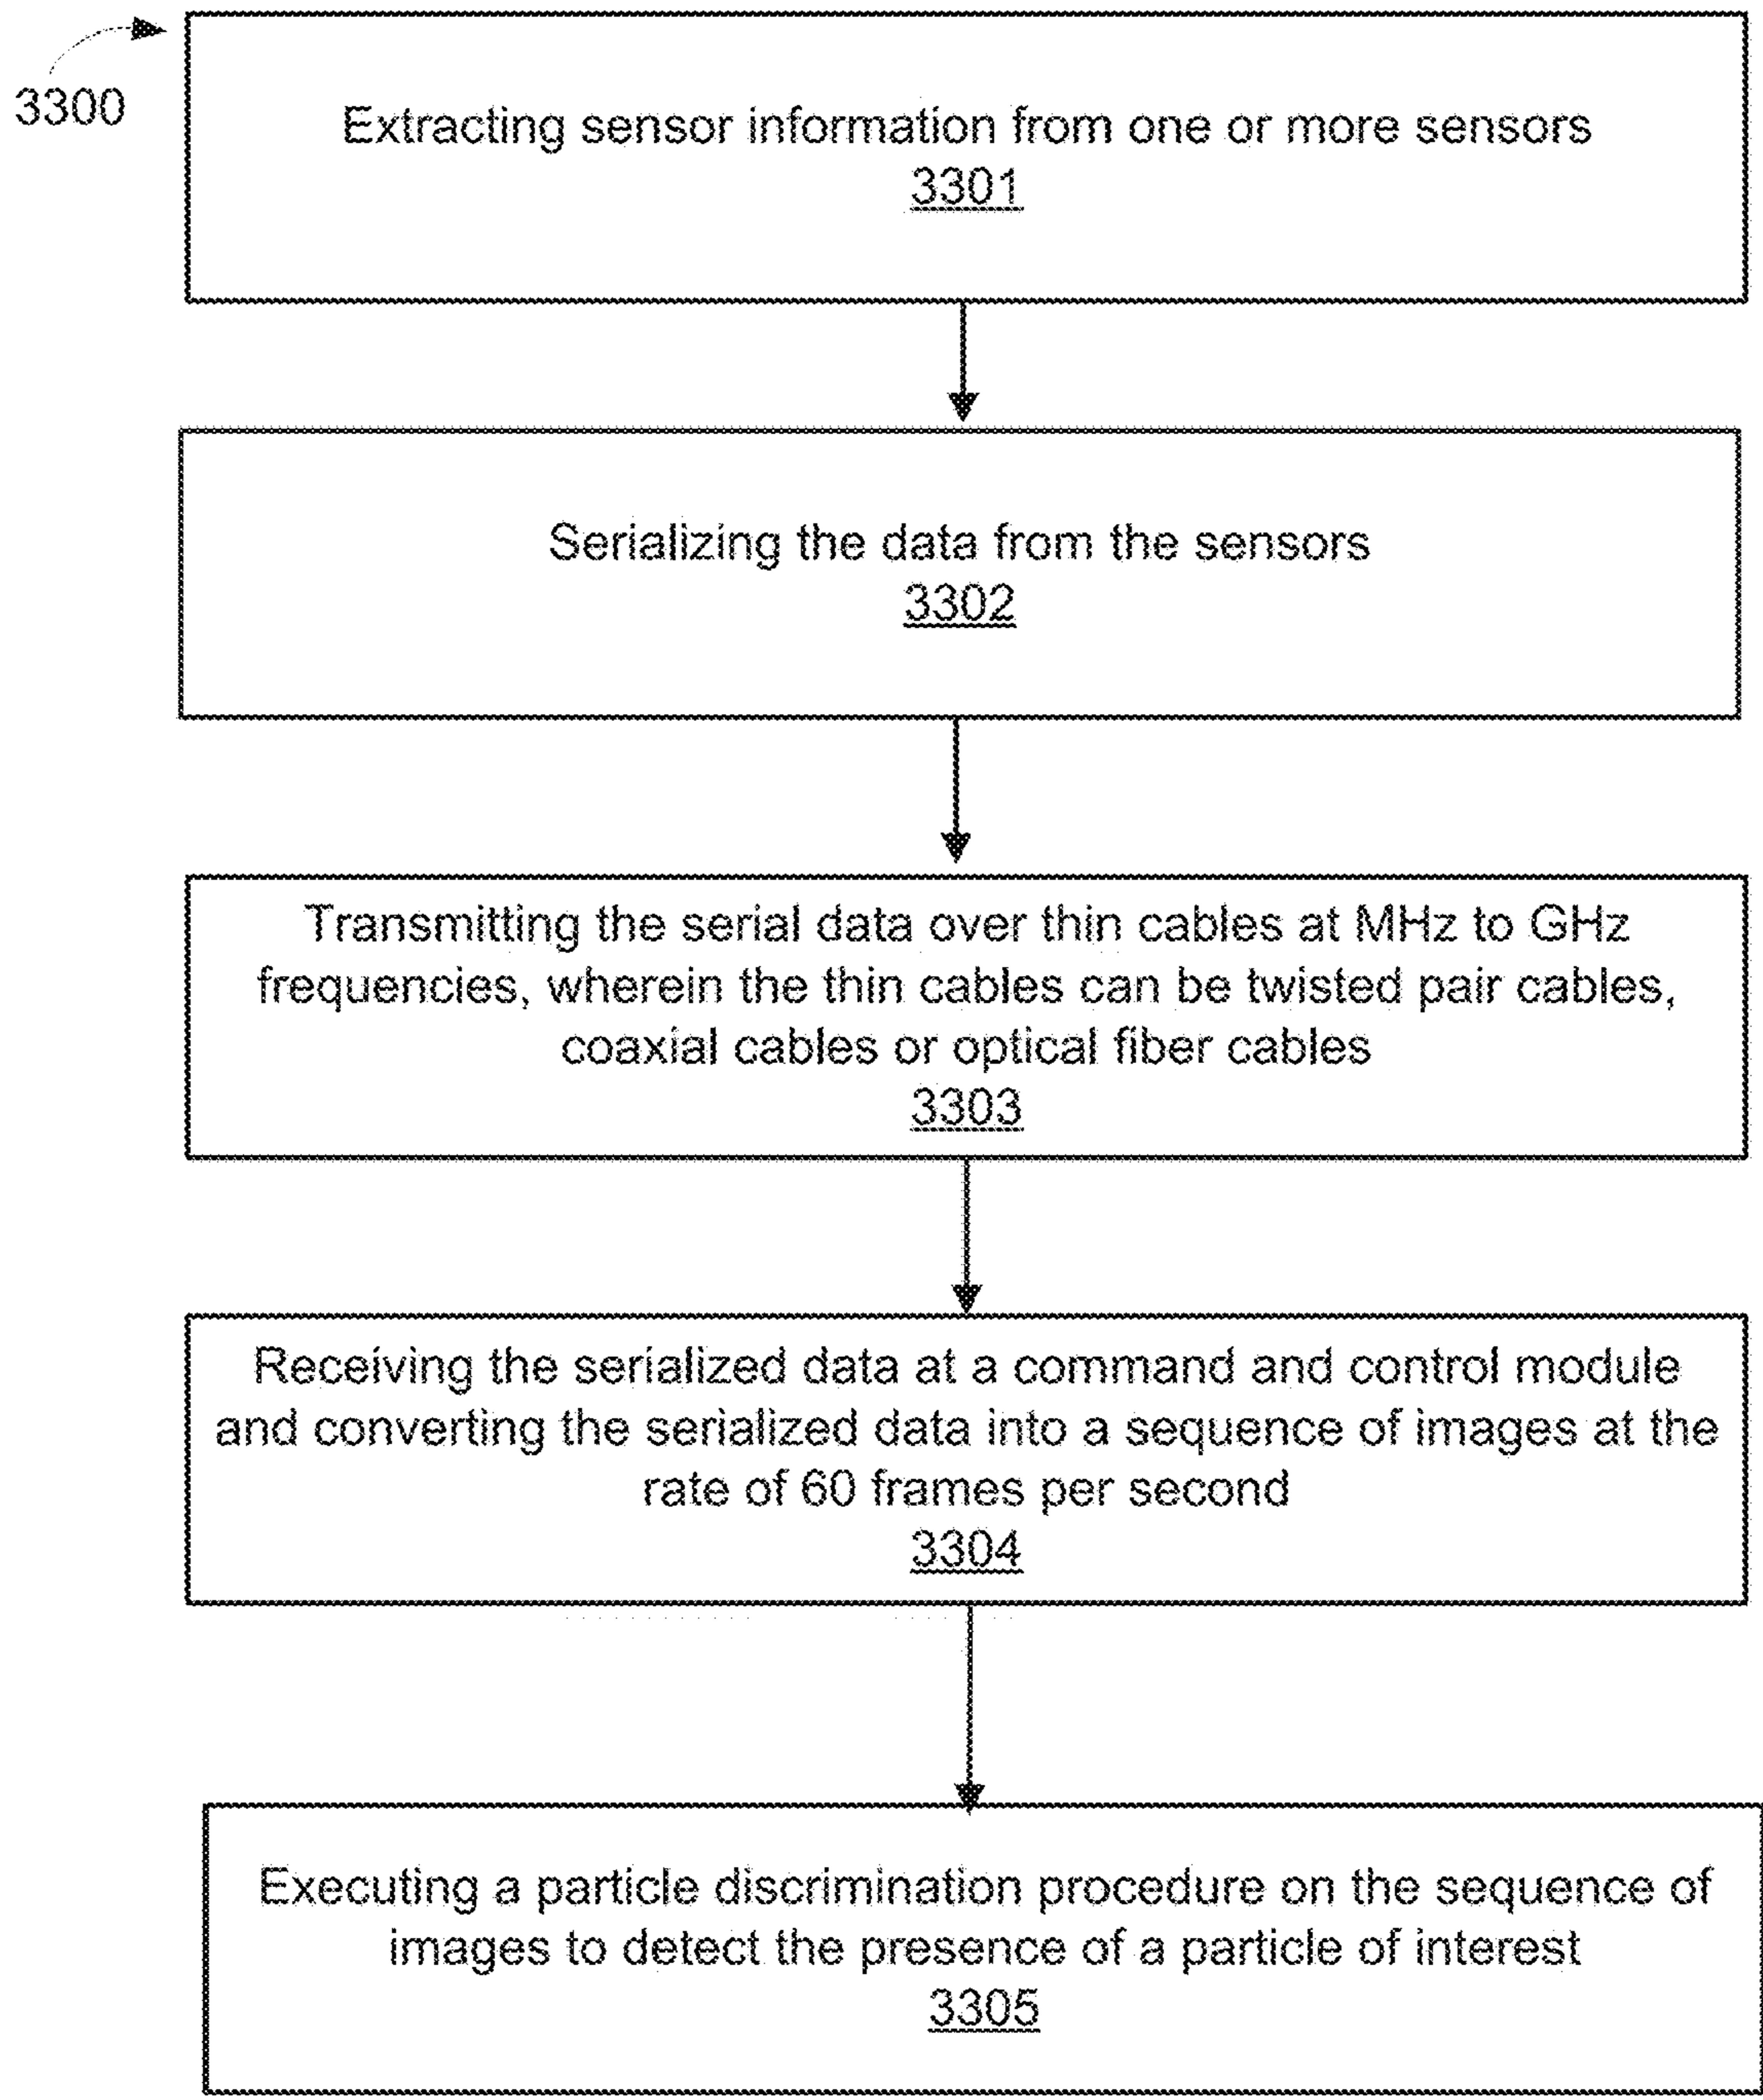 3300
Extracting sensor information from one or more sensors
3301
Serializing the data from the sensors
3302
Transmitting the serial data over thin cables at MHz to GHz
frequencies, wherein the thin cables can be twisted pair cables,
coaxial cables or optical fiber cables
3303
Receiving the serialized data at a command and control module
and converting the serialized data into a sequence of images at the
rate of 60 frames per second
3304
Executing a particle discrimination procedure on the sequence of
images to detect the presence of a particle of interest
3305